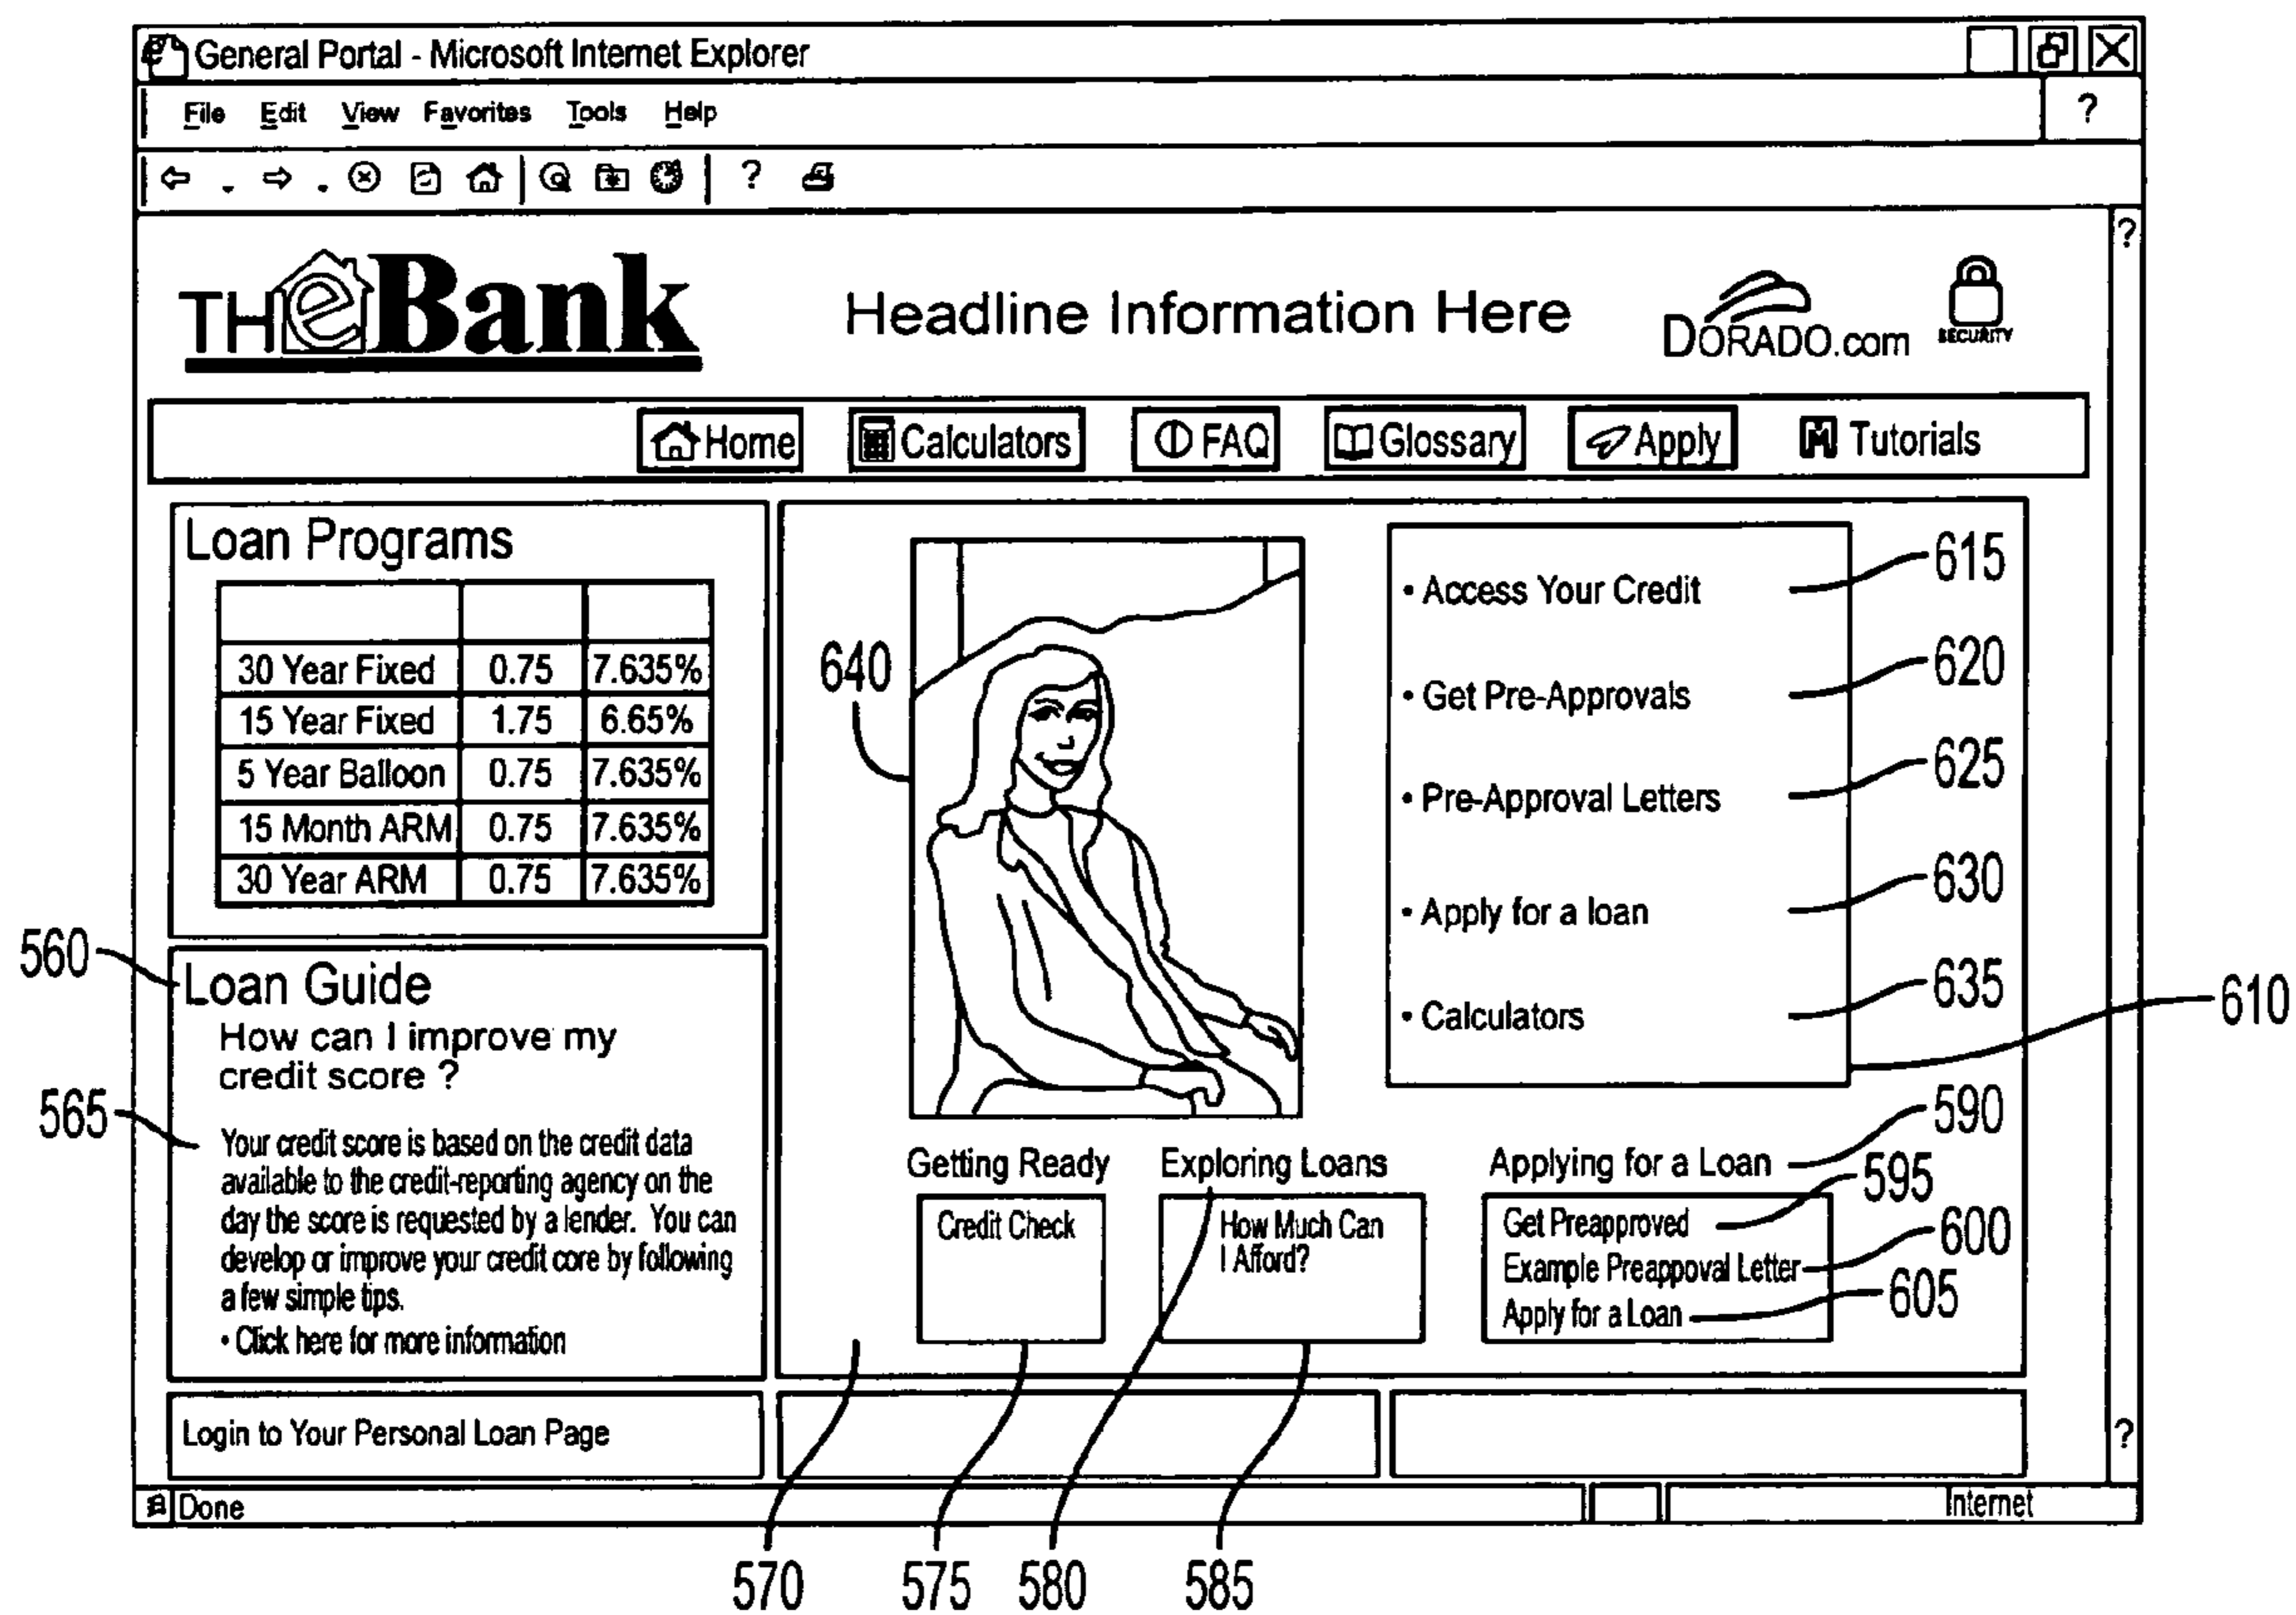 General Portal - Microsoft Internet Explorer
File Edit View Favorites Tools Help ?
?
?
THeBank
Headline Information Here
DORADO.com
SECURITY
Home Calculators FAQ Glossary Apply Tutorials
Loan Programs
30 Year Fixed 0.75 7.635%
15 Year Fixed 1.75 6.65%
5 Year Balloon 0.75 7.635%
15 Month ARM 0.75 7.635%
30 Year ARM 0.75 7.635%
560
Loan Guide
How can I improve my
credit score ?
565
Your credit score is based on the credit data
available to the credit-reporting agency on the
day the score is requested by a lender. You can
develop or improve your credit core by following
a few simple tips.
• Click here for more information
640
• Access Your Credit 615
• Get Pre-Approvals 620
• Pre-Approval Letters 625
• Apply for a loan 630
• Calculators 635
610
Getting Ready
Credit Check
Exploring Loans
How Much Can
I Afford?
Applying for a Loan 590
Get Preapproved 595
Example Preappoval Letter 600
Apply for a Loan 605
Login to Your Personal Loan Page
?
Done Internet
570 575 580 585